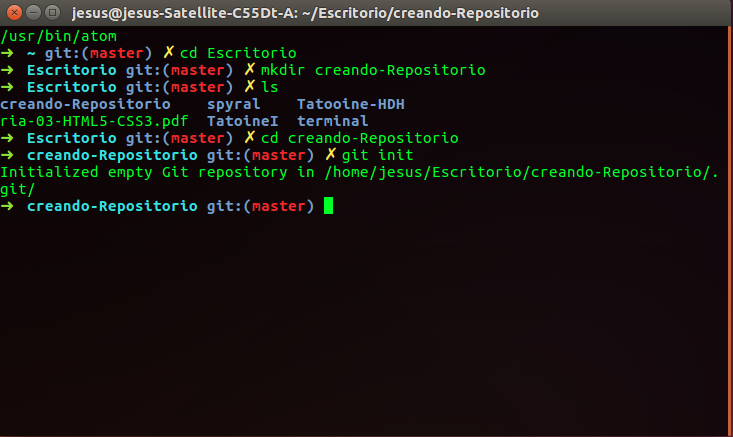 jesus@jesus-Satellite-C55Dt-A: ~/Escritorio/creando-Repositorio
/usr/bin/atom
➜  ~ git:(master) ✗ cd Escritorio
➜  Escritorio git:(master) ✗ mkdir creando-Repositorio
➜  Escritorio git:(master) ✗ ls
creando-Repositorio    spyral    Tatooine-HDH
ria-03-HTML5-CSS3.pdf  TatoineI  terminal
➜  Escritorio git:(master) ✗ cd creando-Repositorio
➜  creando-Repositorio git:(master) ✗ git init
Initialized empty Git repository in /home/jesus/Escritorio/creando-Repositorio/.
git/
➜  creando-Repositorio git:(master)